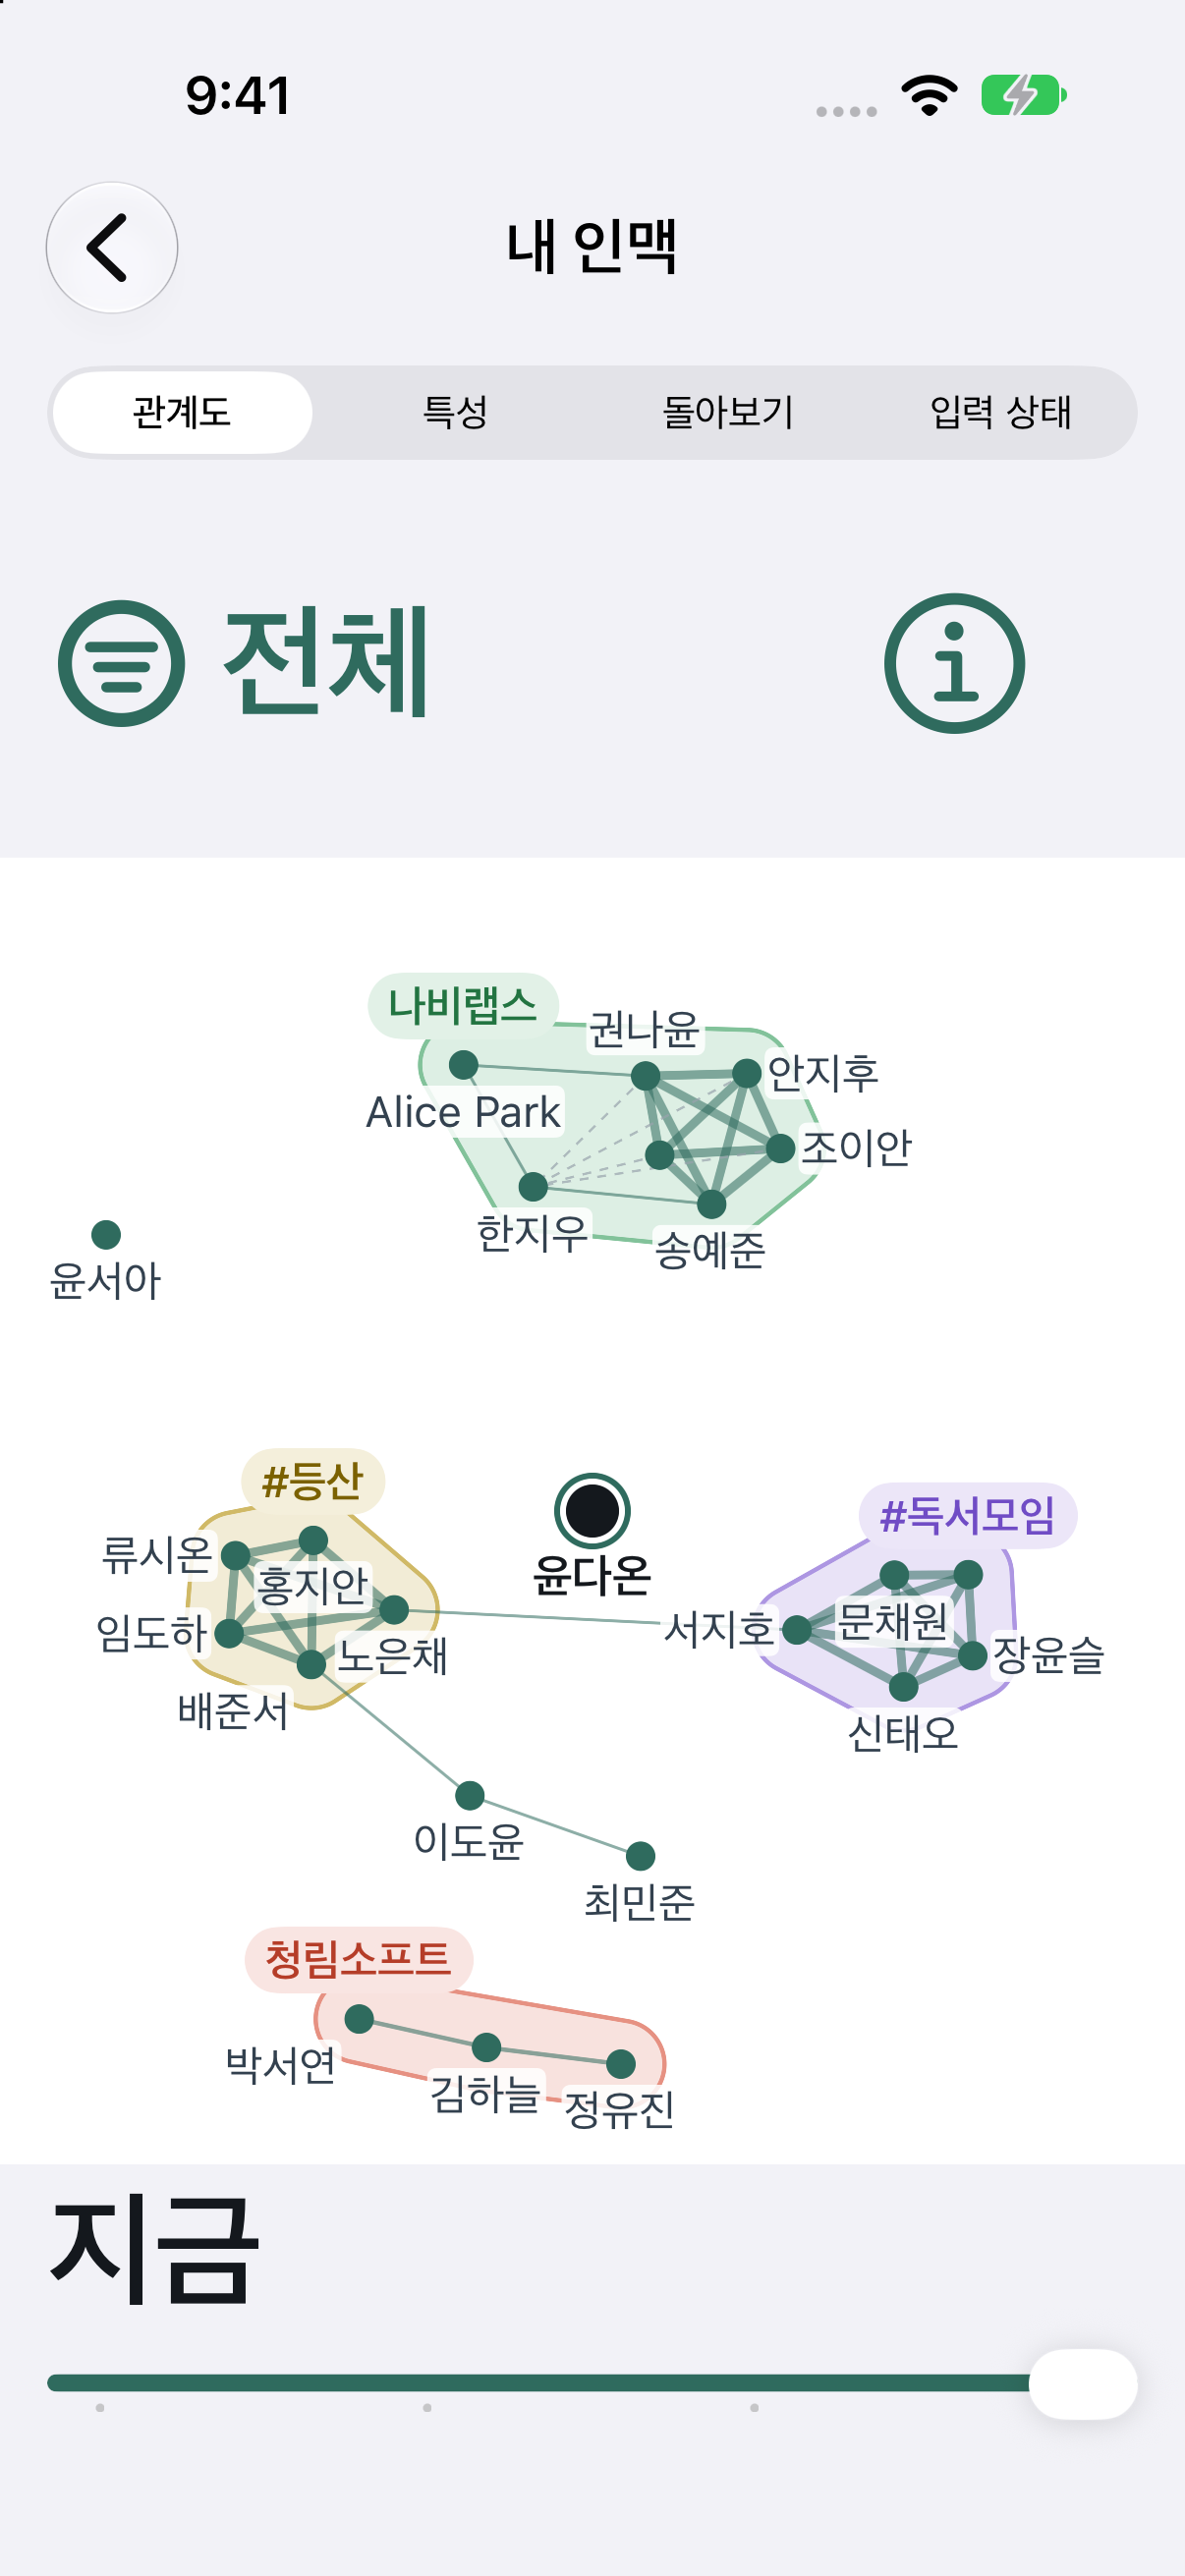 9:41
내 인맥
관계도
특성
돌아보기
입력 상태
전체
나비랩스
권나윤
안지후
Alice Park
조이안
한지우
송예준
윤서아
#등산
#독서모임
류시온
홍지안
윤다온
임도하
서지호
문채원
노은채
장윤슬
배준서
신태오
이도윤
최민준
청림소프트
박서연
김하늘
정유진
지금